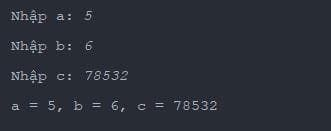 Nhập a: 5
Nhập b: 6
Nhập c: 78532
a = 5, b = 6, c = 78532